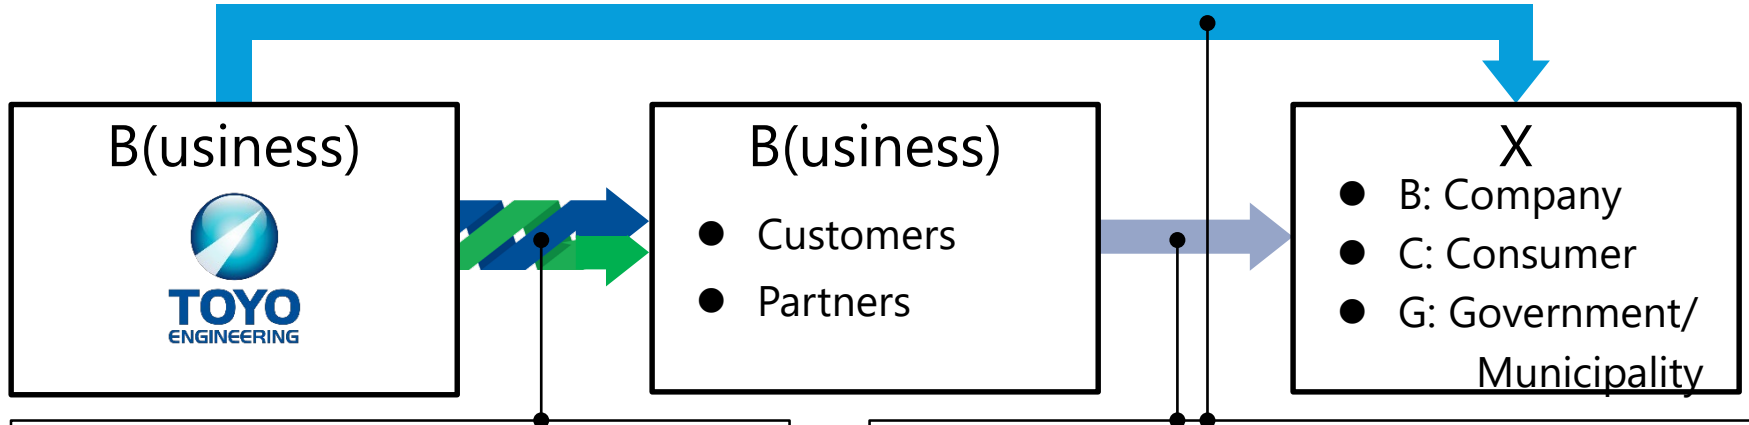 B(usiness)
TOYO
ENGINEERING
B(usiness)
● Customers
● Partners
X
● B: Company
● C: Consumer
● G: Government/
Municipality